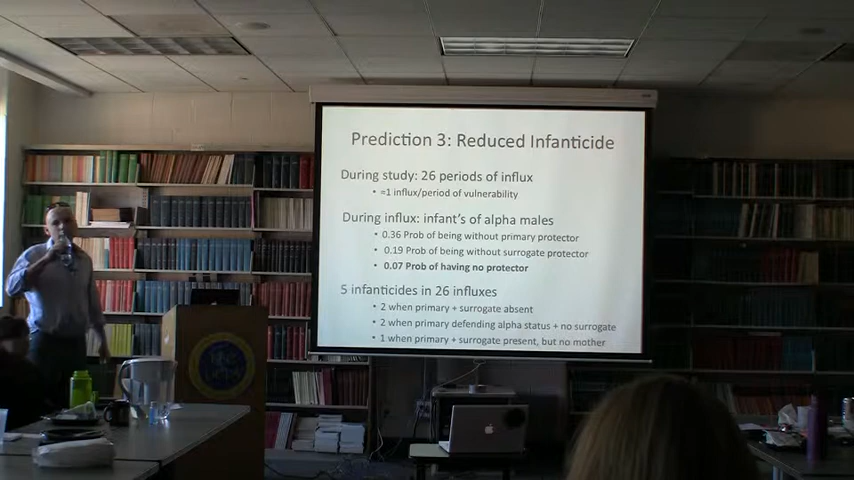 Prediction 3: Reduced Infanticide
During study: 26 periods of influx
• =1 influx/period of vulnerability
During influx: infant's of alpha males
• 0.36 Prob of being without primary protector
• 0.19 Prob of being without surrogate protector
• 0.07 Prob of having no protector
5 infanticides in 26 influxes
• 2 when primary + surrogate absent
• 2 when primary defending alpha status + no surrogate
• 1 when primary + surrogate present, but no mother